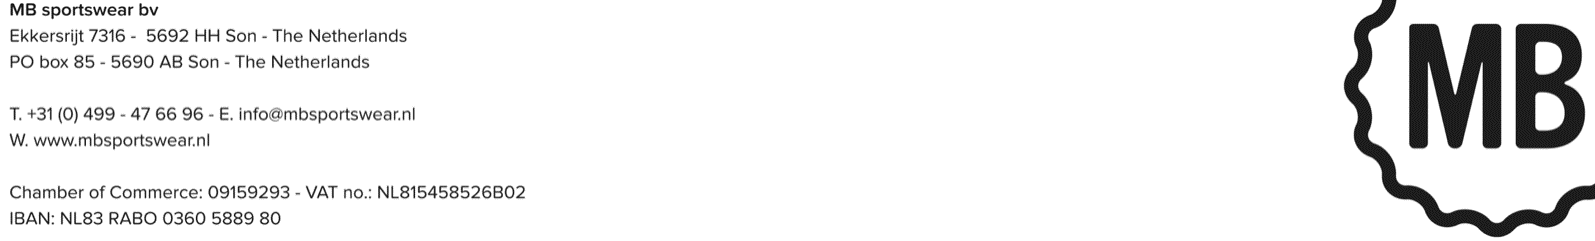 MB sportswear bv
Ekkersrijt 7316 -  5692 HH Son - The Netherlands
PO box 85 - 5690 AB Son - The Netherlands
T. +31 (0) 499 - 47 66 96 - E. info@mbsportswear.nl
W. www.mbsportswear.nl
Chamber of Commerce: 09159293 - VAT no.: NL815458526B02
IBAN: NL83 RABO 0360 5889 80
MB